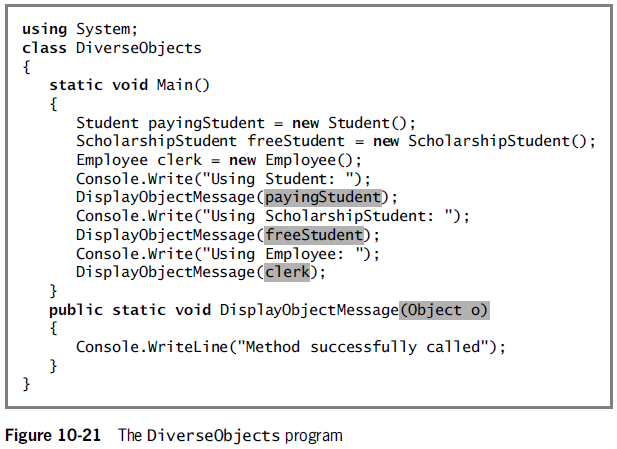 using System;
class DiverseObjects
{
static void Main()
{
Student payingStudent = new Student();
ScholarshipStudent freeStudent = new ScholarshipStudent();
Employee clerk = new Employee();
Console.Write("Using Student: ");
DisplayObjectMessage(payingStudent);
Console.Write("Using ScholarshipStudent: ");
DisplayObjectMessage(freeStudent);
Console.Write("Using Employee: ");
DisplayObjectMessage(clerk);
}
public static void DisplayObjectMessage(Object o)
{
Console.WriteLine("Method successfully called");
}
}
Figure 10-21 The DiverseObjects program